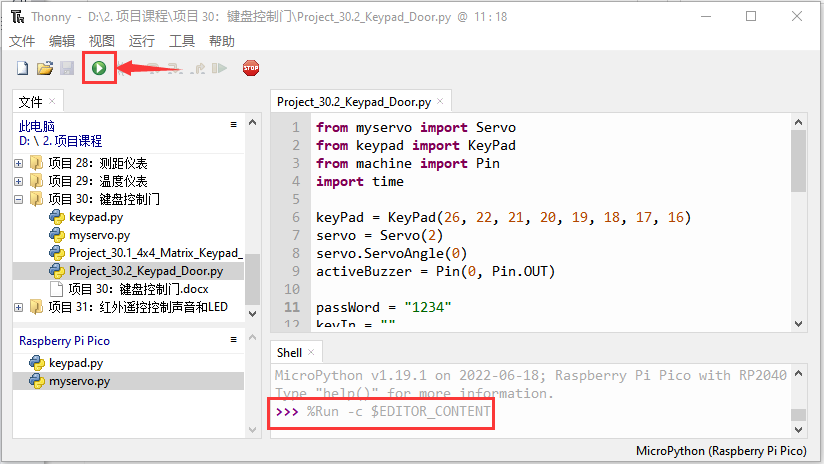 Thonny - D:\2. 项目课程\项目 30：键盘控制门\Project_30.2_Keypad_Door.py @ 11 : 18
文件 编辑 视图 运行 工具 帮助
STOP
文件
此电脑
D: \ 2. 项目课程
项目 28：测距仪表
项目 29：温度仪表
项目 30：键盘控制门
keypad.py
myservo.py
Project_30.1_4x4_Matrix_Keypad_
Project_30.2_Keypad_Door.py
项目 30：键盘控制门.docx
项目 31：红外遥控控制声音和LED
Raspberry Pi Pico
keypad.py
myservo.py
Project_30.2_Keypad_Door.py
1 from myservo import Servo
2 from keypad import KeyPad
3 from machine import Pin
4 import time
5
6 keyPad = KeyPad(26, 22, 21, 20, 19, 18, 17, 16)
7 servo = Servo(2)
8 servo.ServoAngle(0)
9 activeBuzzer = Pin(0, Pin.OUT)
10
11 passWord = "1234"
12 keyIn = ""
Shell
MicroPython v1.19.1 on 2022-06-18; Raspberry Pi Pico with RP2040
Type "help()" for more information.
>>> %Run -c $EDITOR_CONTENT
MicroPython (Raspberry Pi Pico)